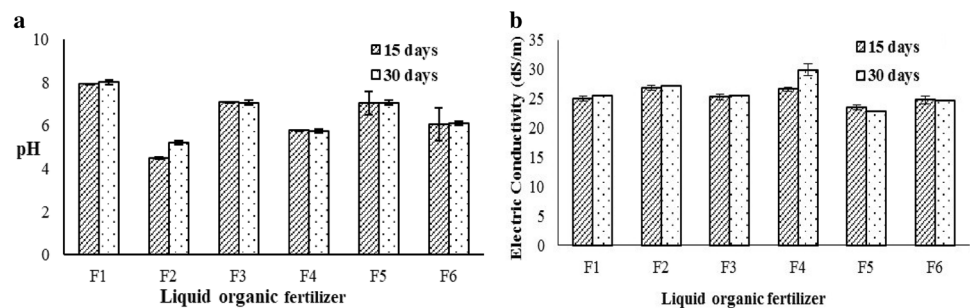 a
10
8
6
4
2
0
pH
15 days
30 days
F1 F2 F3 F4 F5 F6
Liquid organic fertilizer
b
35
30
25
20
15
10
5
0
Electric Conductivity (dS/m)
15 days
30 days
F1 F2 F3 F4 F5 F6
Liquid organic fertilizer